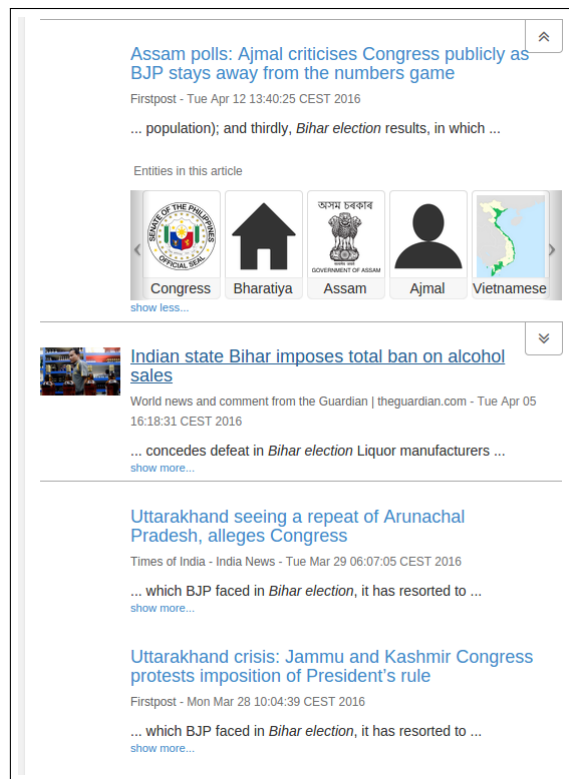 Assam polls: Ajmal criticises Congress publicly as
BJP stays away from the numbers game
Firstpost - Tue Apr 12 13:40:25 CEST 2016
... population); and thirdly, Bihar election results, in which ...
Entities in this article
SENATE OF THE PHILIPPINES
OFFICIAL SEAL
অসম চৰকাৰ
GOVERNMENT OF ASSAM
Congress
Bharatiya
Assam
Ajmal
Vietnamese
show less...
Indian state Bihar imposes total ban on alcohol
sales
World news and comment from the Guardian | theguardian.com - Tue Apr 05
16:18:31 CEST 2016
... concedes defeat in Bihar election Liquor manufacturers ...
show more...
Uttarakhand seeing a repeat of Arunachal
Pradesh, alleges Congress
Times of India - India News - Tue Mar 29 06:07:05 CEST 2016
... which BJP faced in Bihar election, it has resorted to ...
show more...
Uttarakhand crisis: Jammu and Kashmir Congress
protests imposition of President's rule
Firstpost - Mon Mar 28 10:04:39 CEST 2016
... which BJP faced in Bihar election, it has resorted to ...
show more...